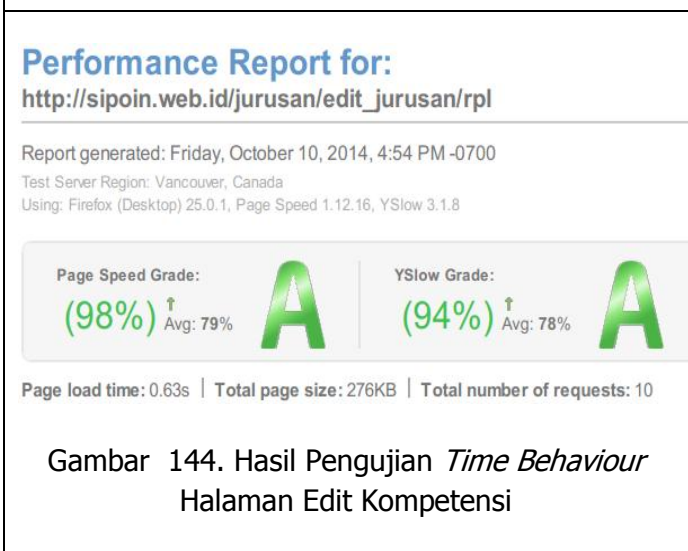 Performance Report for:
http://sipoin.web.id/jurusan/edit_jurusan/rpl
Report generated: Friday, October 10, 2014, 4:54 PM -0700
Test Server Region: Vancouver, Canada
Using: Firefox (Desktop) 25.0.1, Page Speed 1.12.16, YSlow 3.1.8
Page Speed Grade:
(98%) ↑ Avg: 79% A
YSlow Grade:
(94%) ↑ Avg: 78% A
Page load time: 0.63s | Total page size: 276KB | Total number of requests: 10
Gambar 144. Hasil Pengujian Time Behaviour
Halaman Edit Kompetensi